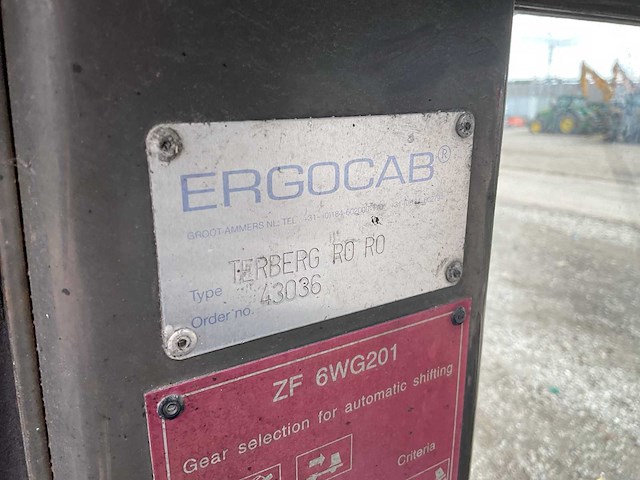 ERGOCAB®
GROOT-AMMERS NL: TEL.
Type TERBERG RO RO
Order no. 43036
ZF 6WG201
Gear selection for automatic shifting
Criteria